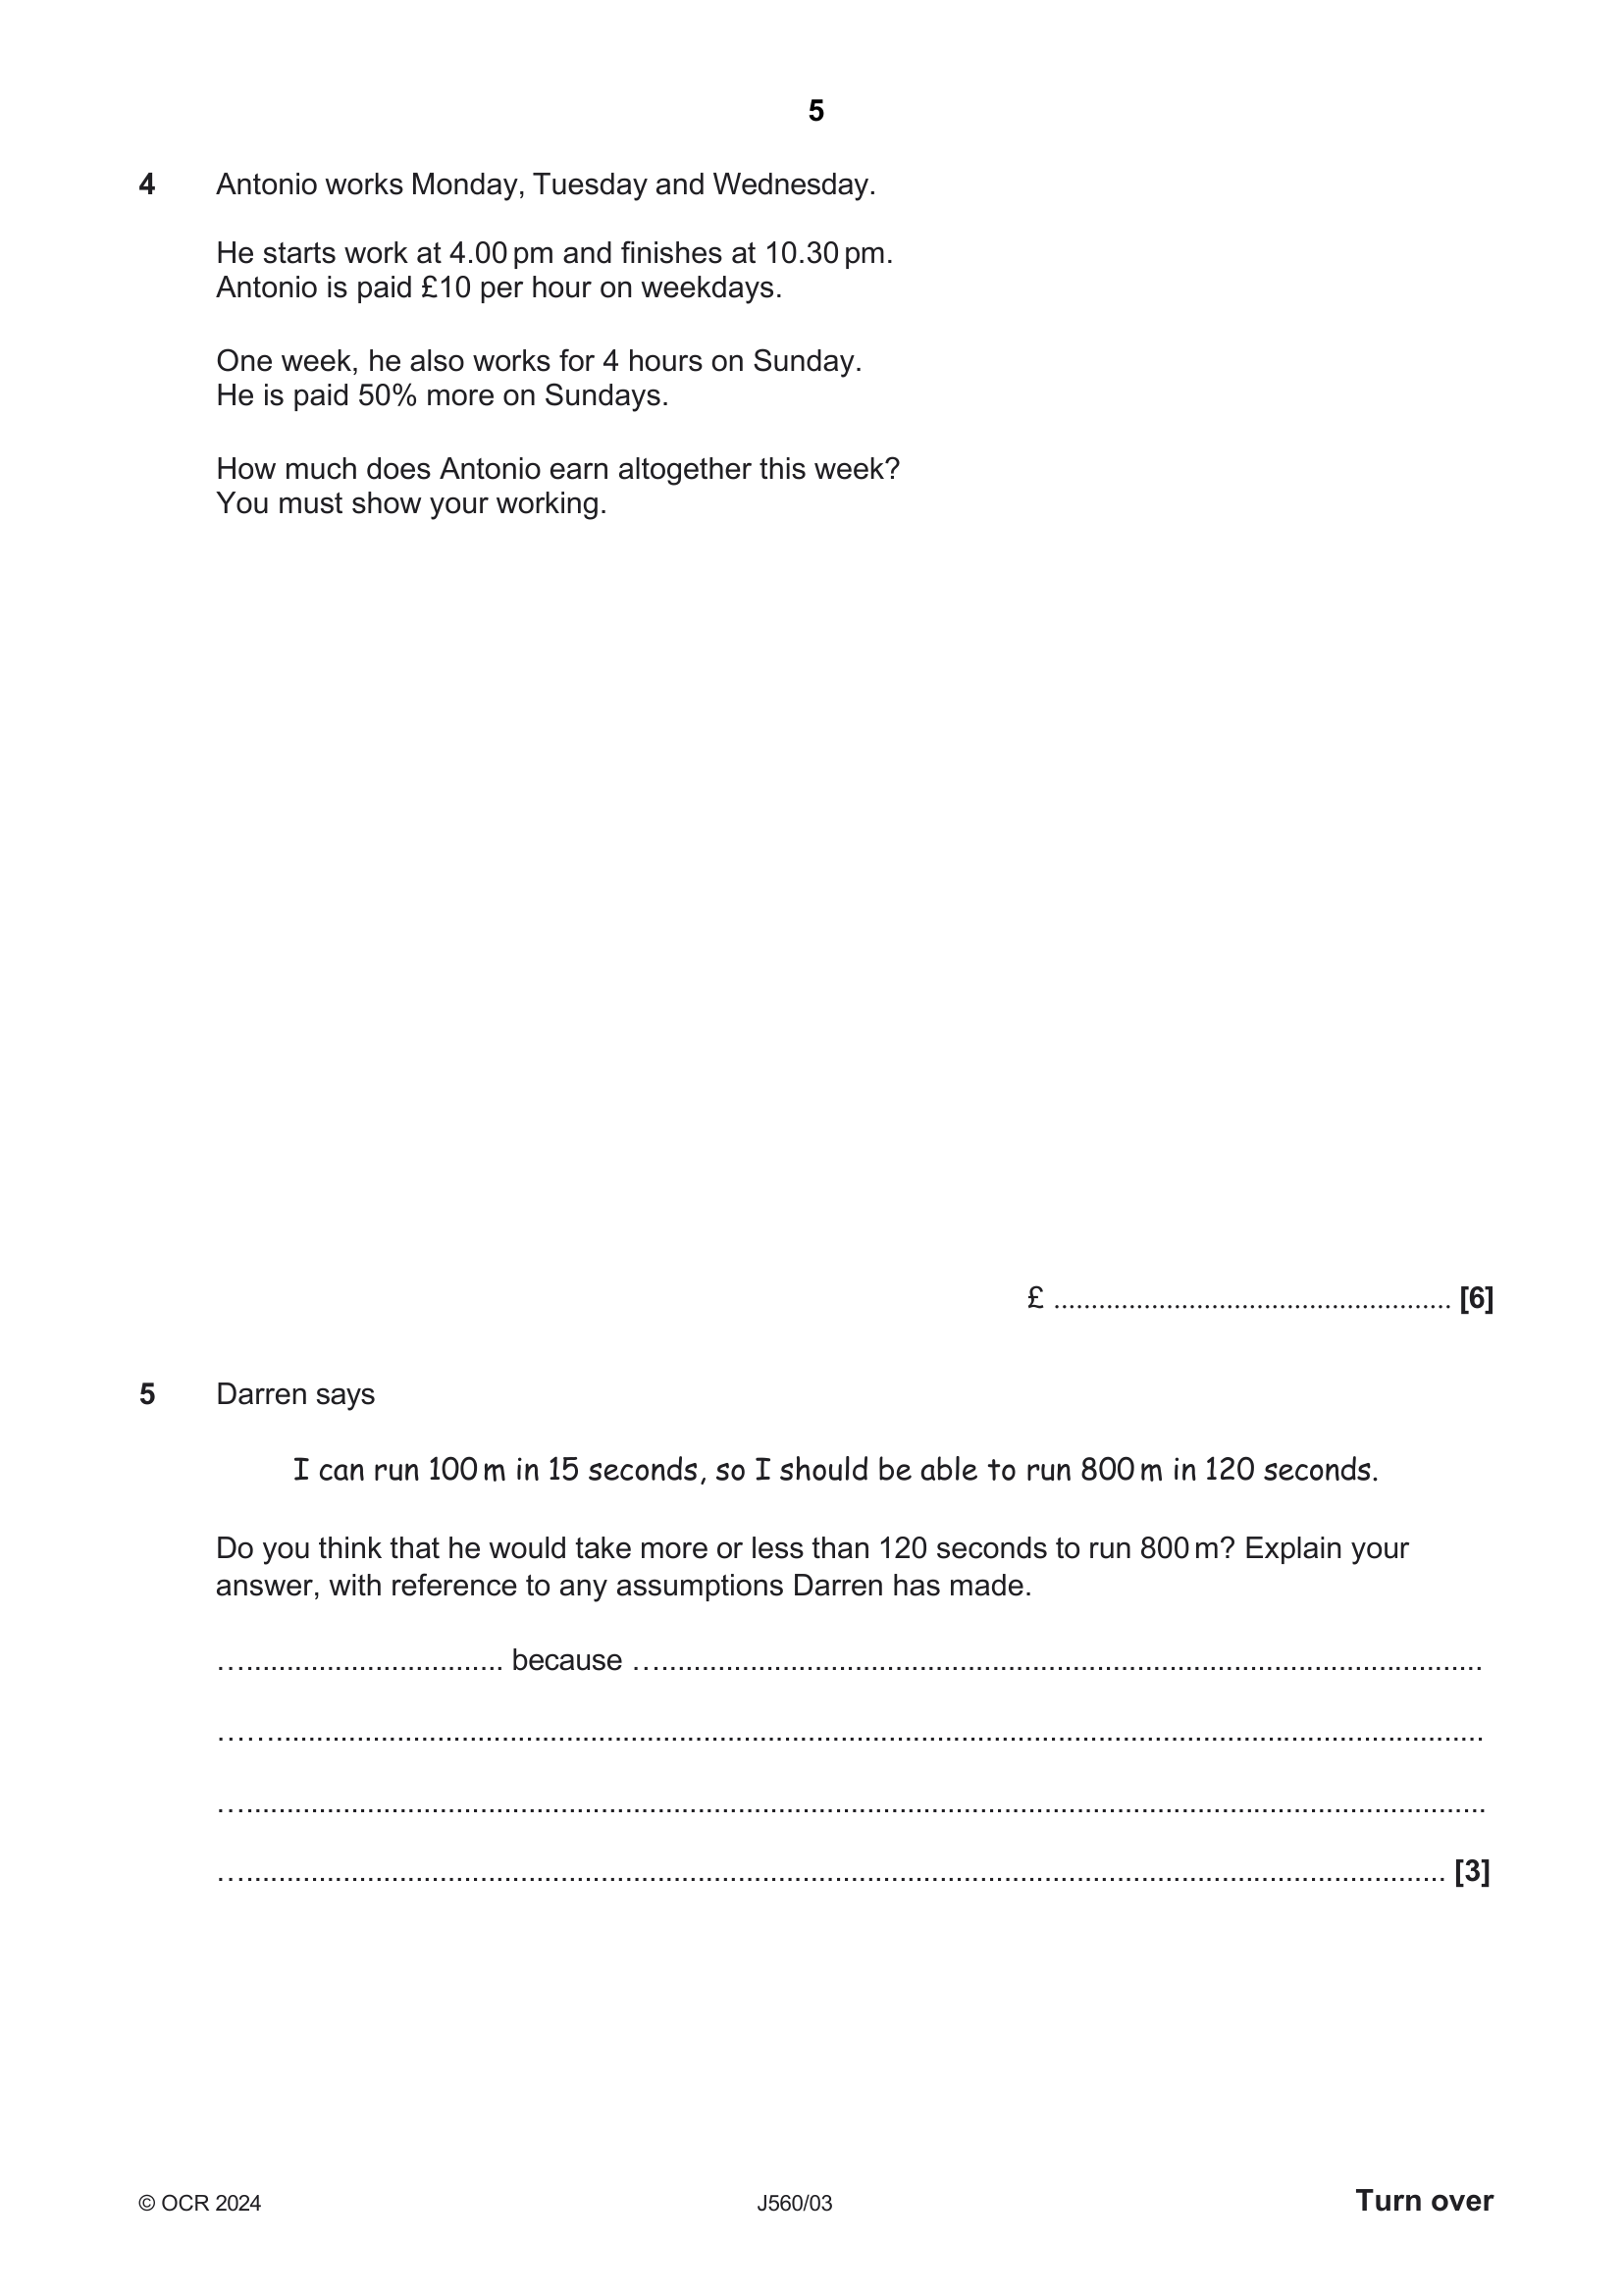 5
4 Antonio works Monday, Tuesday and Wednesday.
He starts work at 4.00 pm and finishes at 10.30 pm.
Antonio is paid £10 per hour on weekdays.
One week, he also works for 4 hours on Sunday.
He is paid 50% more on Sundays.
How much does Antonio earn altogether this week?
You must show your working.
£ ..................................................... [6]
5 Darren says
I can run 100 m in 15 seconds, so I should be able to run 800 m in 120 seconds.
Do you think that he would take more or less than 120 seconds to run 800 m? Explain your
answer, with reference to any assumptions Darren has made.
…................................ because ….....................................................................................................
……....................................................................................................................................................
…........................................................................................................................................................
….................................................................................................................................................... [3]
© OCR 2024 J560/03 Turn over